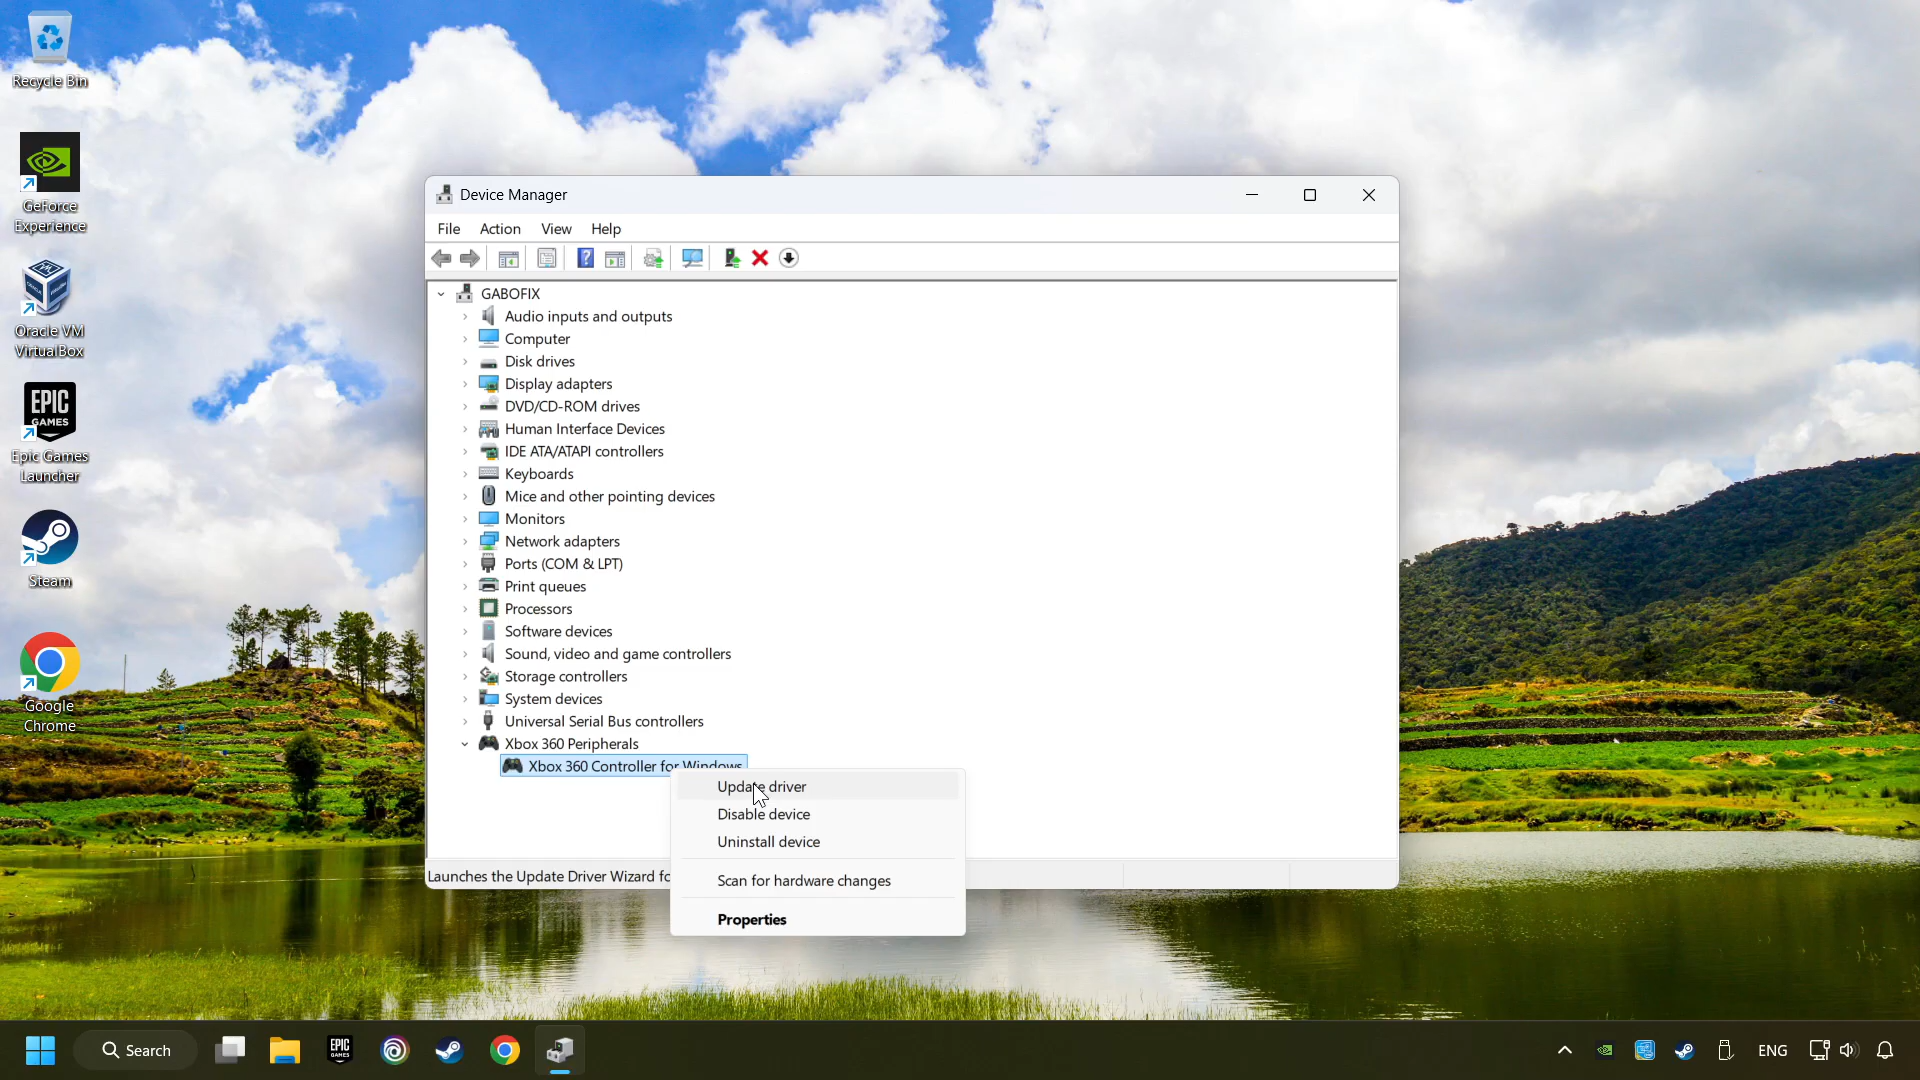 Recycle Bin
GeForce
Experience
Oracle VM
VirtualBox
EPIC
GAMES
Epic Games
Launcher
Steam
Google
Chrome
Device Manager
File Action View Help
GABOFIX
Audio inputs and outputs
Computer
Disk drives
Display adapters
DVD/CD-ROM drives
Human Interface Devices
IDE ATA/ATAPI controllers
Keyboards
Mice and other pointing devices
Monitors
Network adapters
Ports (COM & LPT)
Print queues
Processors
Software devices
Sound, video and game controllers
Storage controllers
System devices
Universal Serial Bus controllers
Xbox 360 Peripherals
Xbox 360 Controller for Windows
Update driver
Disable device
Uninstall device
Scan for hardware changes
Properties
Launches the Update Driver Wizard fo
Search
EPIC
GAMES
ENG